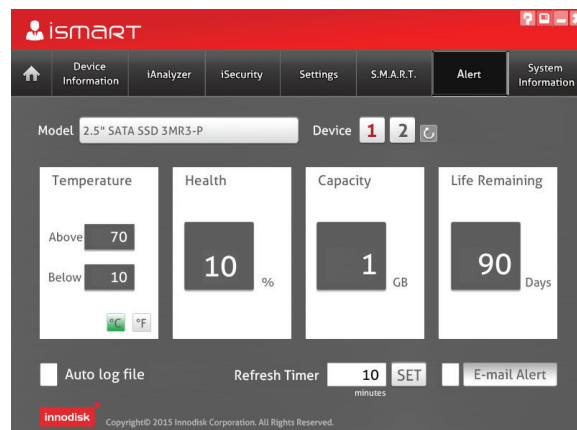 ismart
Device Information iAnalyzer iSecurity Settings S.M.A.R.T. Alert System Information
Model 2.5" SATA SSD 3MR3-P Device 1 2
Temperature Health Capacity Life Remaining
Above 70
Below 10
10 %
1 GB
90 Days
°C °F
Auto log file Refresh Timer 10 SET E-mail Alert
minutes
innodisk Copyright© 2015 Innodisk Corporation. All Rights Reserved.